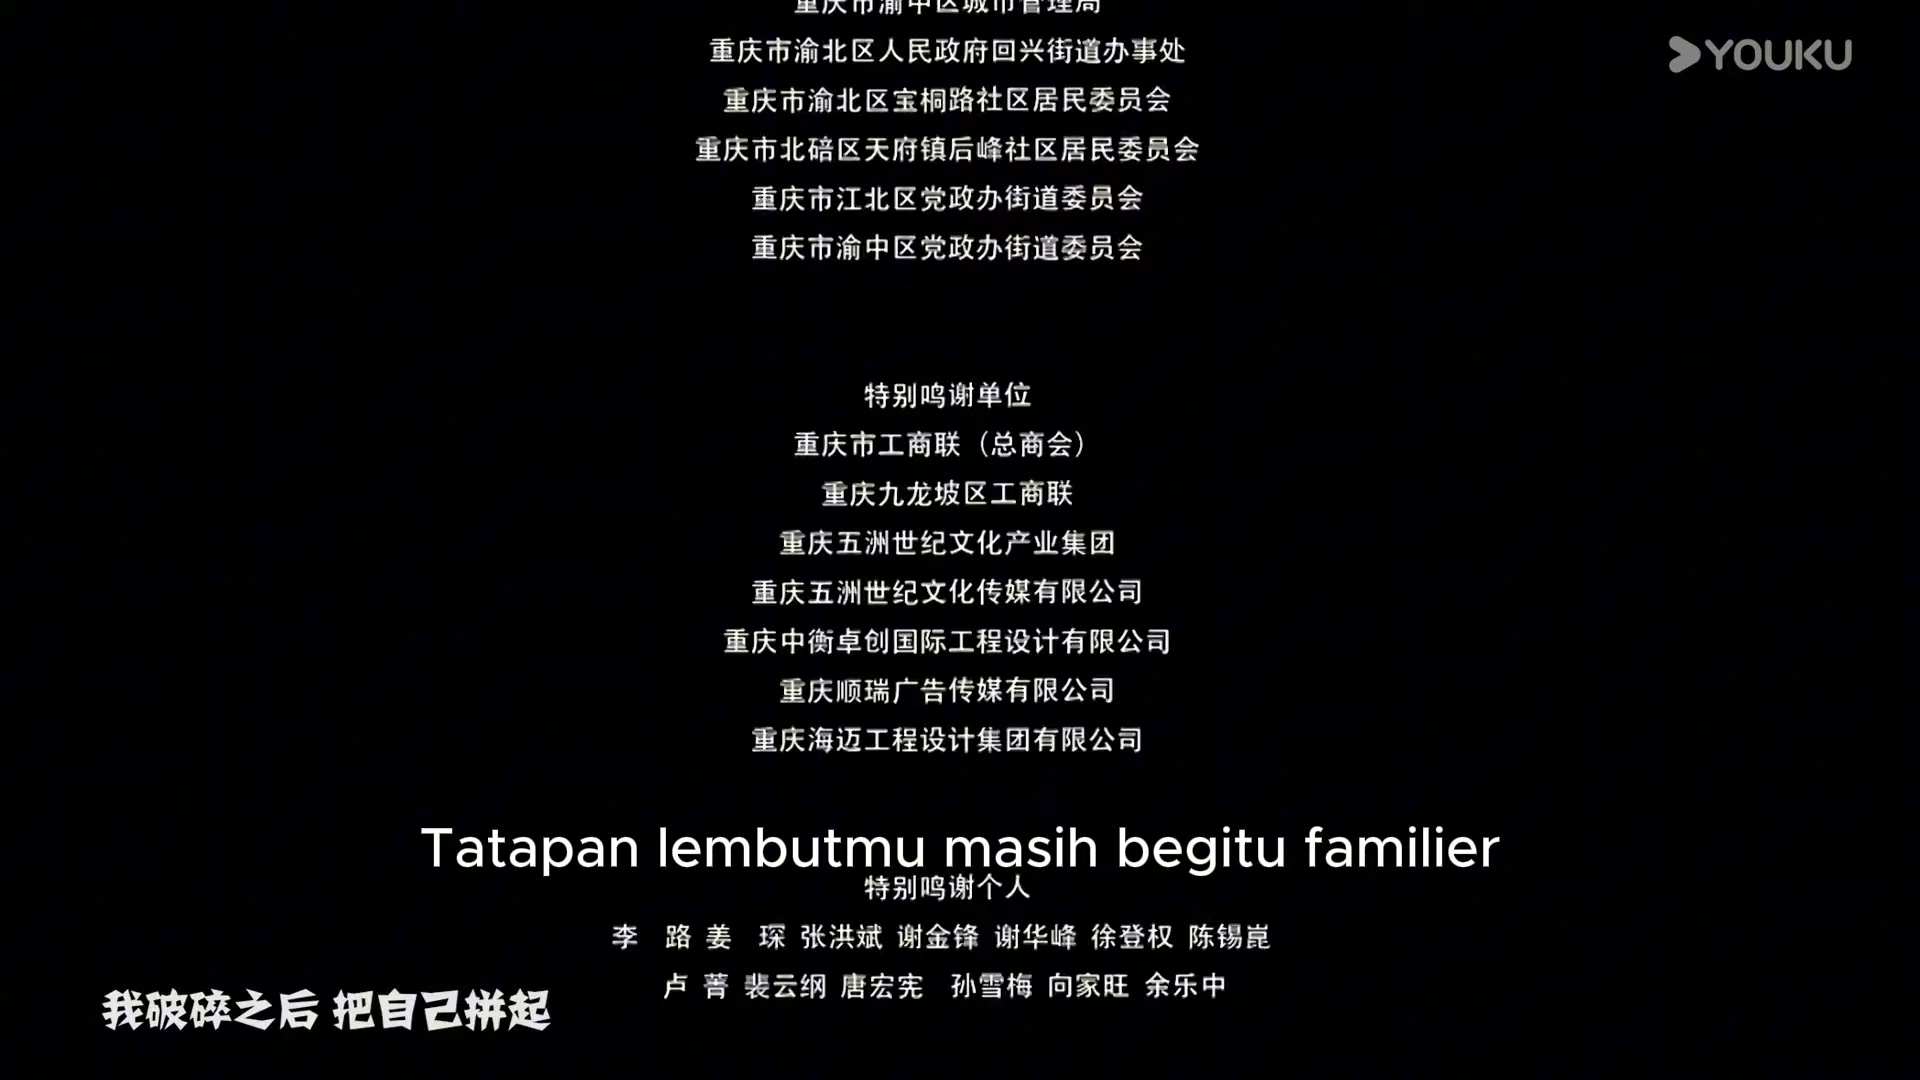 重庆市渝中区城市管理局
YOUKU
重庆市渝北区人民政府回兴街道办事处
重庆市渝北区宝桐路社区居民委员会
重庆市北碚区天府镇后峰社区居民委员会
重庆市江北区党政办街道委员会
重庆市渝中区党政办街道委员会
特别鸣谢单位
重庆市工商联（总商会）
重庆九龙坡区工商联
重庆五洲世纪文化产业集团
重庆五洲世纪文化传媒有限公司
重庆中衡卓创国际工程设计有限公司
重庆顺瑞广告传媒有限公司
重庆海迈工程设计集团有限公司
Tatapan lembutmu masih begitu familier
特别鸣谢个人
李 路 姜 琛 张洪斌 谢金锋 谢华峰 徐登权 陈锡崑
卢 菁 裴云纲 唐宏宪 孙雪梅 向家旺 余乐中
我破碎之后 把自己拼起